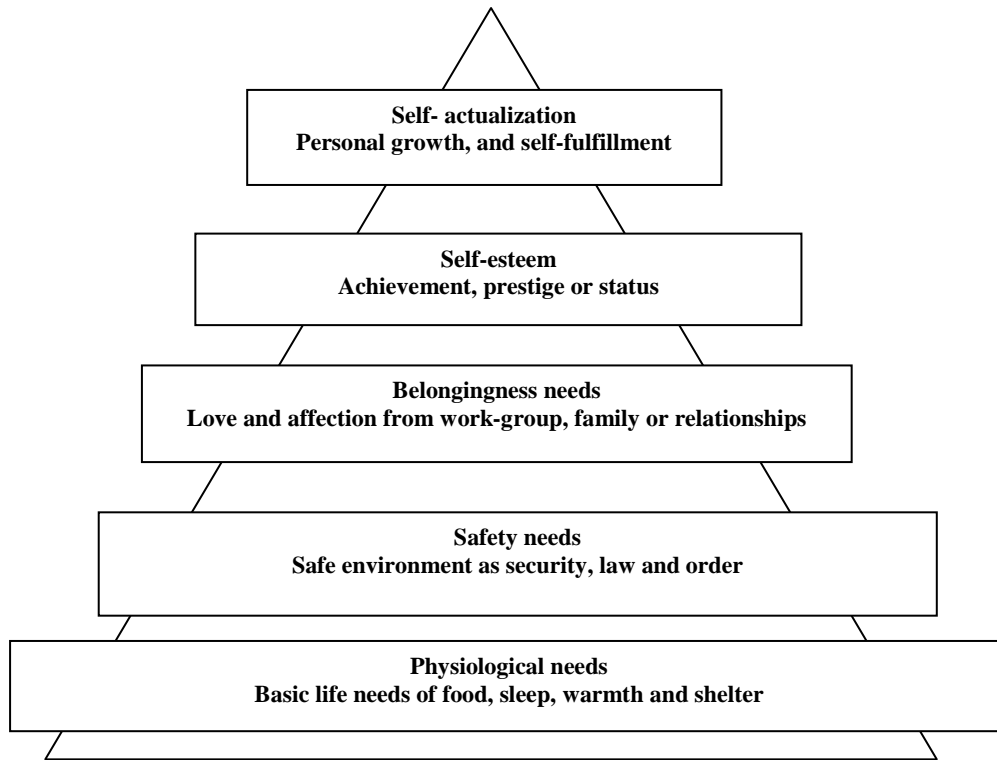 Self- actualization
Personal growth, and self-fulfillment
Self-esteem
Achievement, prestige or status
Belongingness needs
Love and affection from work-group, family or relationships
Safety needs
Safe environment as security, law and order
Physiological needs
Basic life needs of food, sleep, warmth and shelter